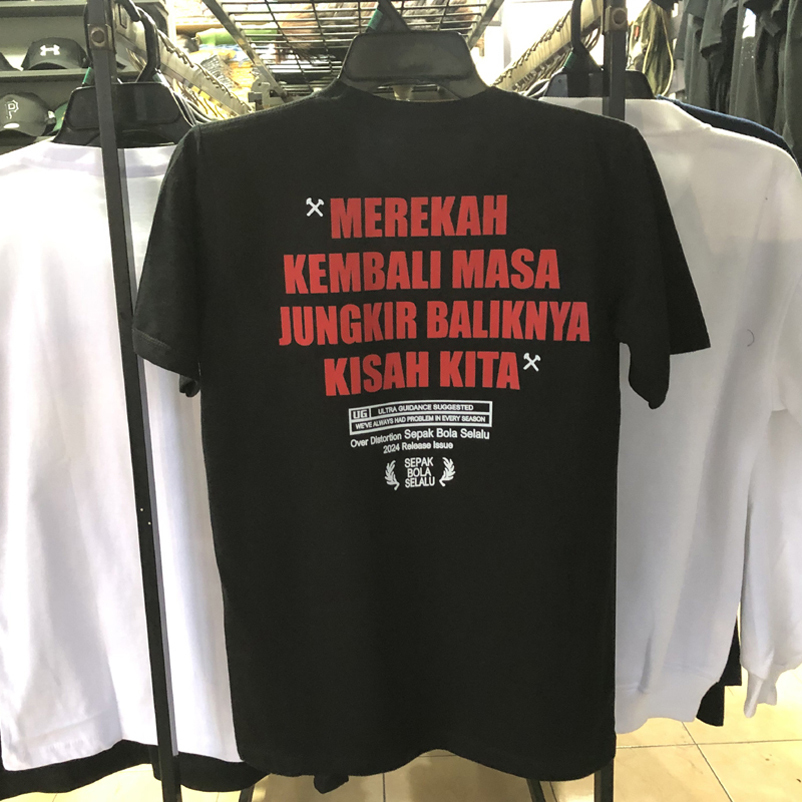 MEREKAH
KEMBALI MASA
JUNGKIR BALIKNYA
KISAH KITA
UG ULTRA GUIDANCE SUGGESTED
WE'VE ALWAYS HAD PROBLEM IN EVERY SEASON
Over Distortion Sepak Bola Selalu
2024 Release Issue
SEPAK
BOLA
SELALU